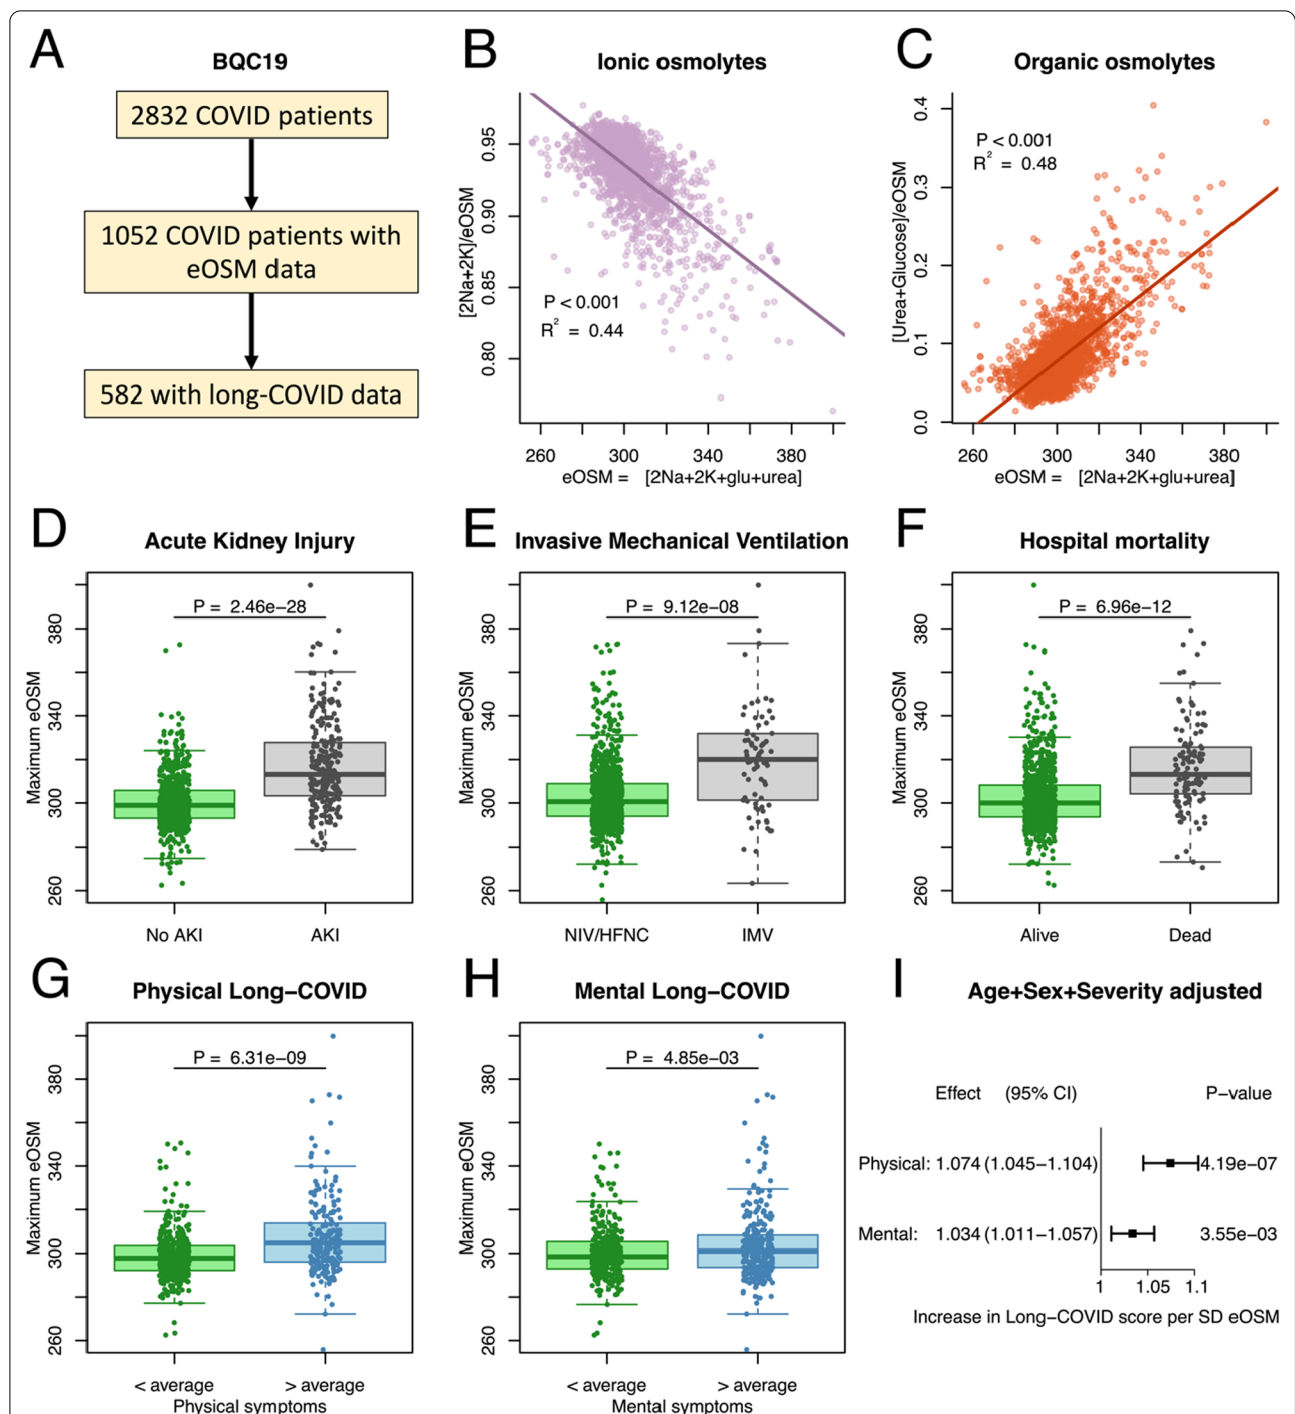 A
BQC19
2832 COVID patients
1052 COVID patients with
eOSM data
582 with long-COVID data
B
Ionic osmolytes
[2Na+2K]/eOSM
0.95
0.90
0.85
0.80
P < 0.001
R² = 0.44
260 300 340 380
eOSM = [2Na+2K+glu+urea]
C
Organic osmolytes
[Urea+Glucose]/eOSM
0.4
0.3
0.2
0.1
0.0
P < 0.001
R² = 0.48
260 300 340 380
eOSM = [2Na+2K+glu+urea]
D
Acute Kidney Injury
P = 2.46e−28
Maximum eOSM
380
340
300
260
No AKI AKI
E
Invasive Mechanical Ventilation
P = 9.12e−08
Maximum eOSM
380
340
300
260
NIV/HFNC IMV
F
Hospital mortality
P = 6.96e−12
Maximum eOSM
380
340
300
260
Alive Dead
G
Physical Long−COVID
P = 6.31e−09
Maximum eOSM
380
340
300
260
< average > average
Physical symptoms
H
Mental Long−COVID
P = 4.85e−03
Maximum eOSM
380
340
300
260
< average > average
Mental symptoms
I
Age+Sex+Severity adjusted
Effect (95% CI) P−value
Physical: 1.074 (1.045−1.104) 4.19e−07
Mental: 1.034 (1.011−1.057) 3.55e−03
1 1.05 1.1
Increase in Long−COVID score per SD eOSM